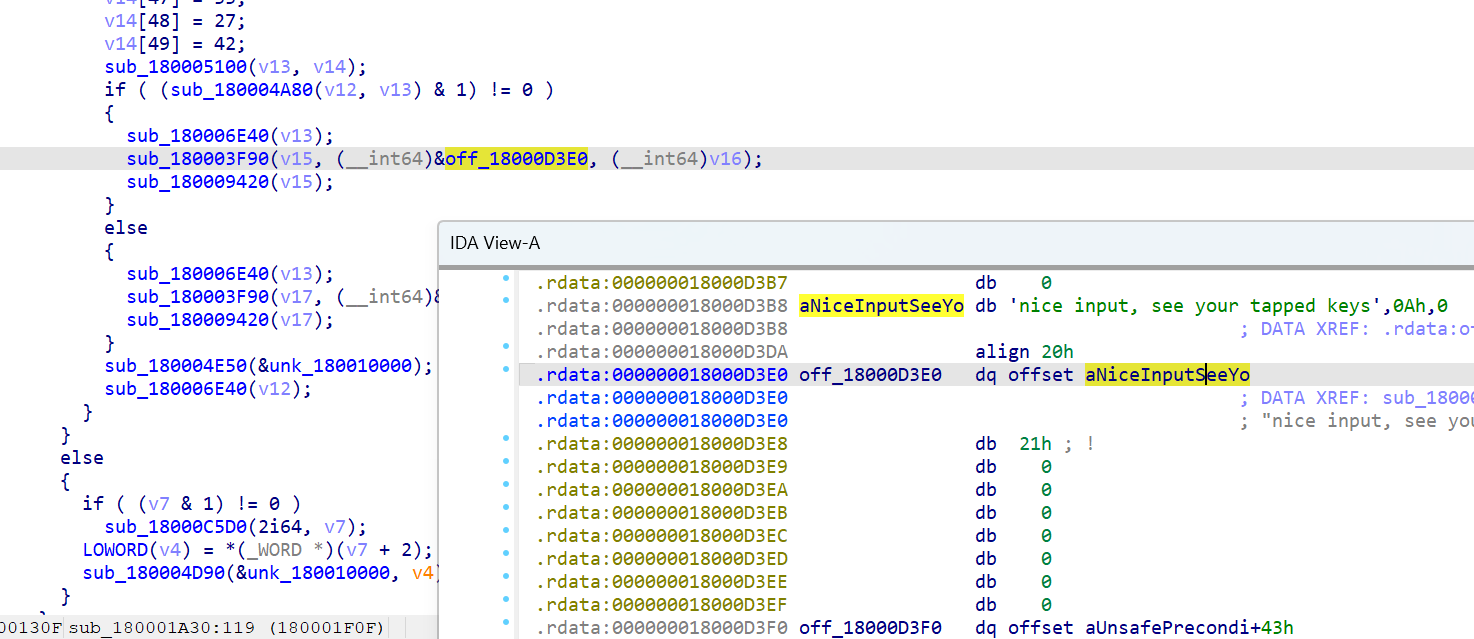 v14[47] = 53;
v14[48] = 27;
v14[49] = 42;
sub_180005100(v13, v14);
if ( (sub_180004A80(v12, v13) & 1) != 0 )
{
sub_180006E40(v13);
sub_180003F90(v15, (__int64)&off_18000D3E0, (__int64)v16);
sub_180009420(v15);
}
else
{
sub_180006E40(v13);
sub_180003F90(v17, (__int64)&
sub_180009420(v17);
}
sub_180004E50(&unk_180010000);
sub_180006E40(v12);
}
}
else
{
if ( (v7 & 1) != 0 )
sub_18000C5D0(2i64, v7);
LOWORD(v4) = *(_WORD *)(v7 + 2);
sub_180004D90(&unk_180010000, v4)
}
00130F sub_180001A30:119 (180001F0F)
IDA View-A
.rdata:000000018000D3B7 db 0
.rdata:000000018000D3B8 aNiceInputSeeYo db 'nice input, see your tapped keys',0Ah,0
.rdata:000000018000D3B8 ; DATA XREF: .rdata:o
.rdata:000000018000D3DA align 20h
.rdata:000000018000D3E0 off_18000D3E0 dq offset aNiceInputSeeYo
.rdata:000000018000D3E0 ; DATA XREF: sub_1800
.rdata:000000018000D3E0 ; "nice input, see you
.rdata:000000018000D3E8 db 21h ; !
.rdata:000000018000D3E9 db 0
.rdata:000000018000D3EA db 0
.rdata:000000018000D3EB db 0
.rdata:000000018000D3EC db 0
.rdata:000000018000D3ED db 0
.rdata:000000018000D3EE db 0
.rdata:000000018000D3EF db 0
.rdata:000000018000D3F0 off_18000D3F0 dq offset aUnsafePrecondi+43h